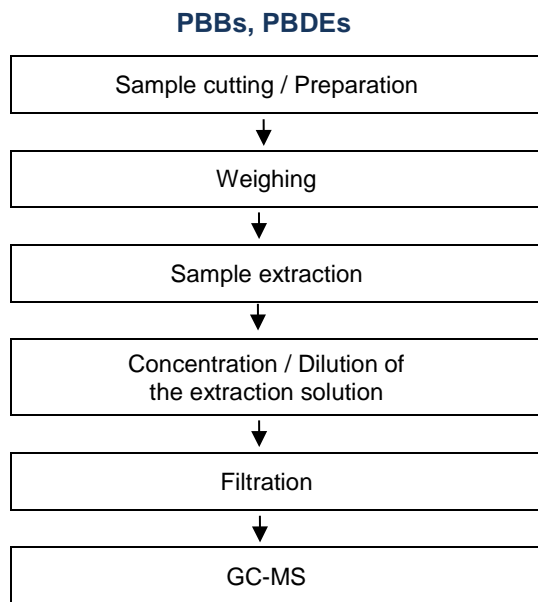 PBBs, PBDEs
Sample cutting / Preparation
Weighing
Sample extraction
Concentration / Dilution of
the extraction solution
Filtration
GC-MS